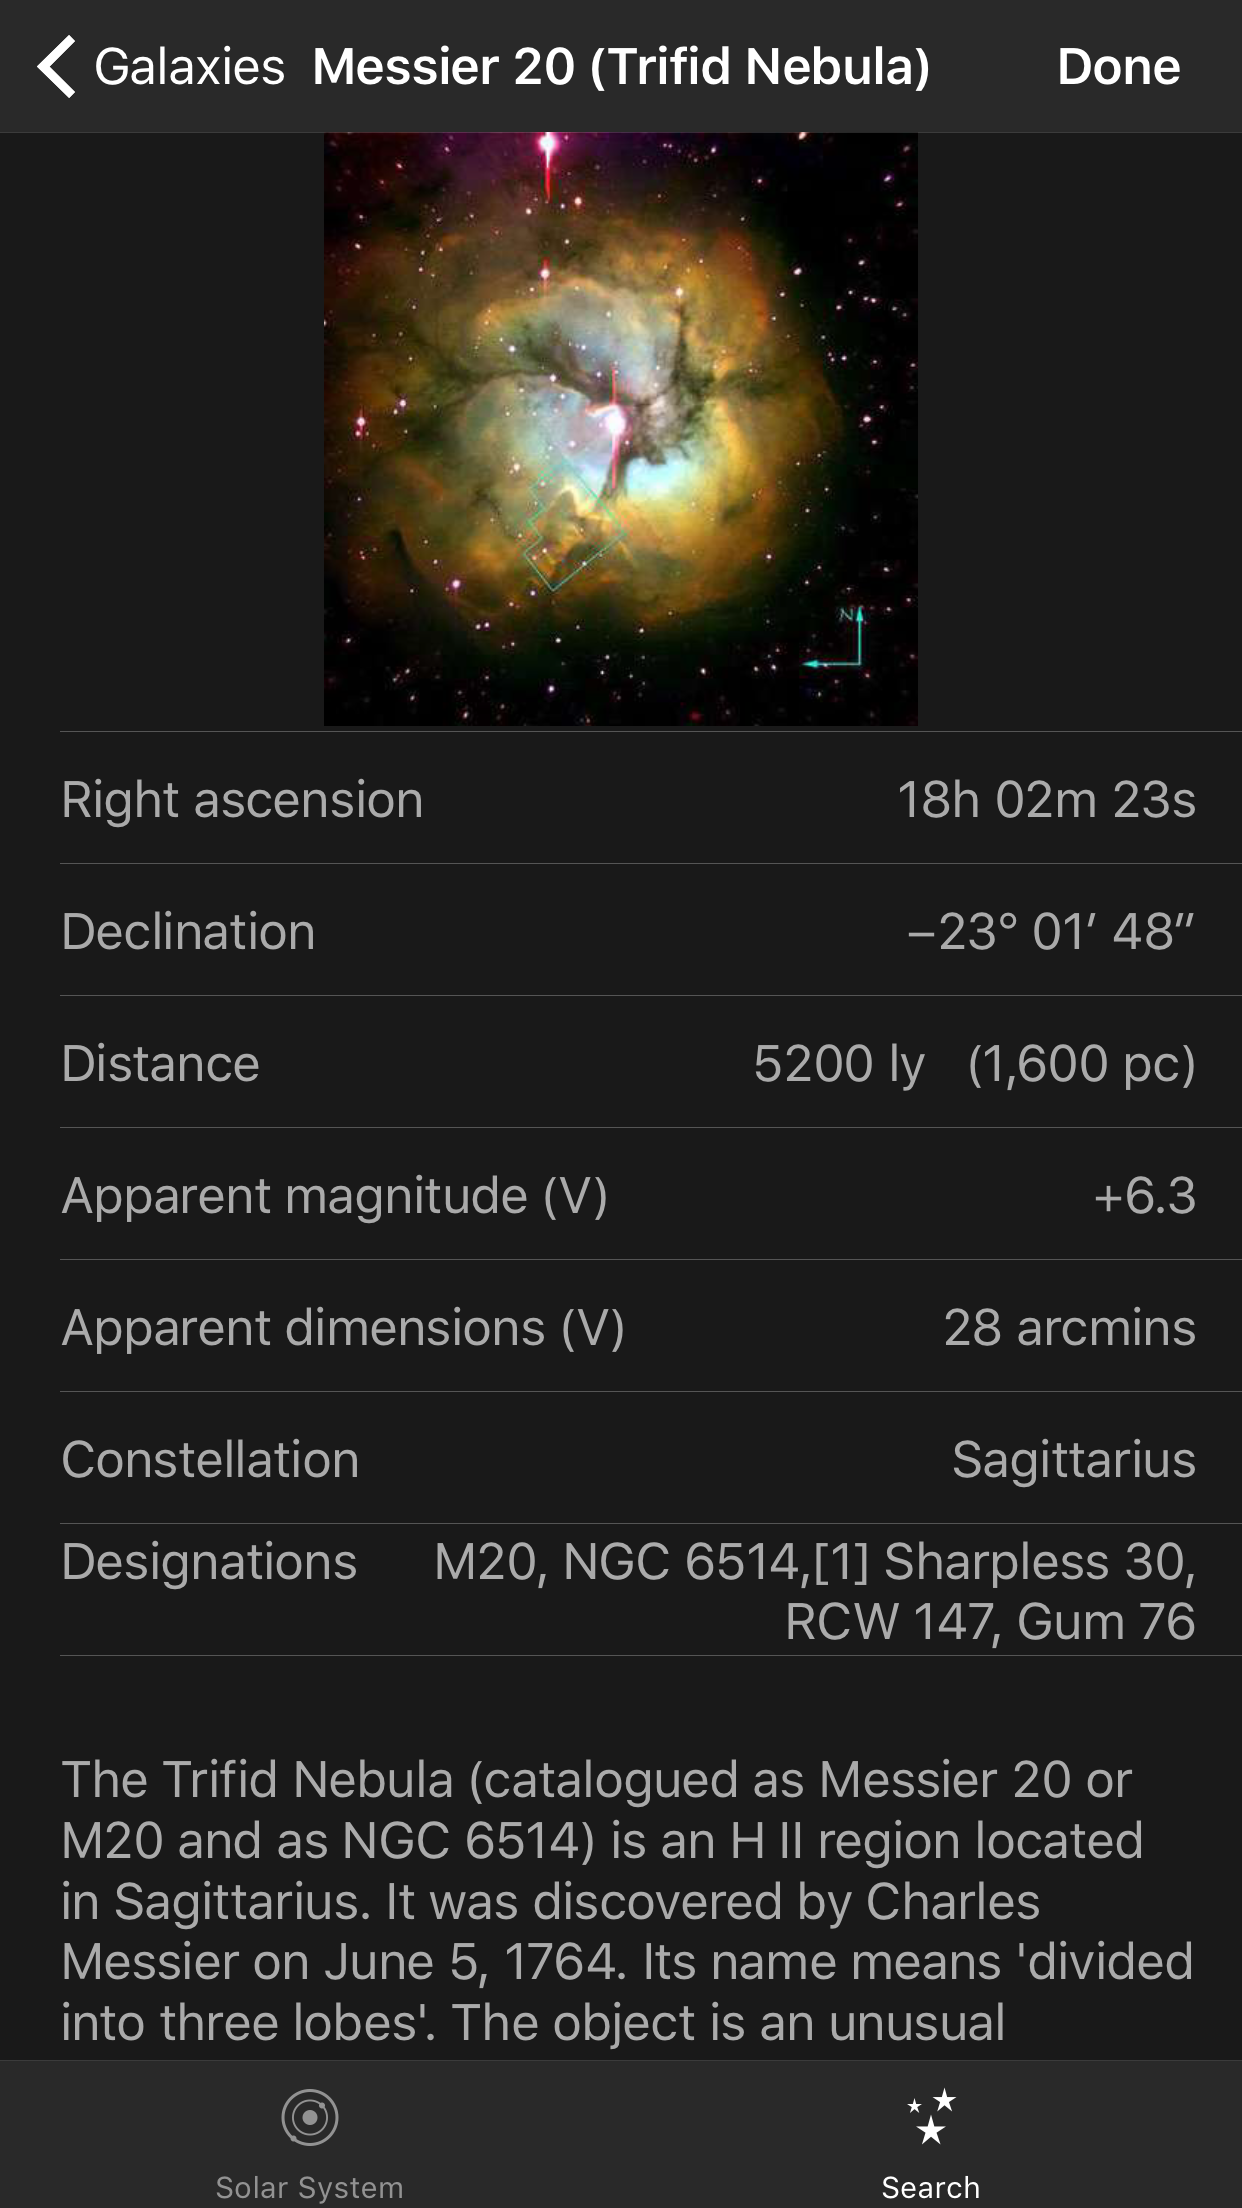 Galaxies Messier 20 (Trifid Nebula) Done
N
Right ascension 18h 02m 23s
Declination −23° 01′ 48″
Distance 5200 ly (1,600 pc)
Apparent magnitude (V) +6.3
Apparent dimensions (V) 28 arcmins
Constellation Sagittarius
Designations M20, NGC 6514,[1] Sharpless 30,
RCW 147, Gum 76
The Trifid Nebula (catalogued as Messier 20 or
M20 and as NGC 6514) is an H II region located
in Sagittarius. It was discovered by Charles
Messier on June 5, 1764. Its name means 'divided
into three lobes'. The object is an unusual
Solar System Search